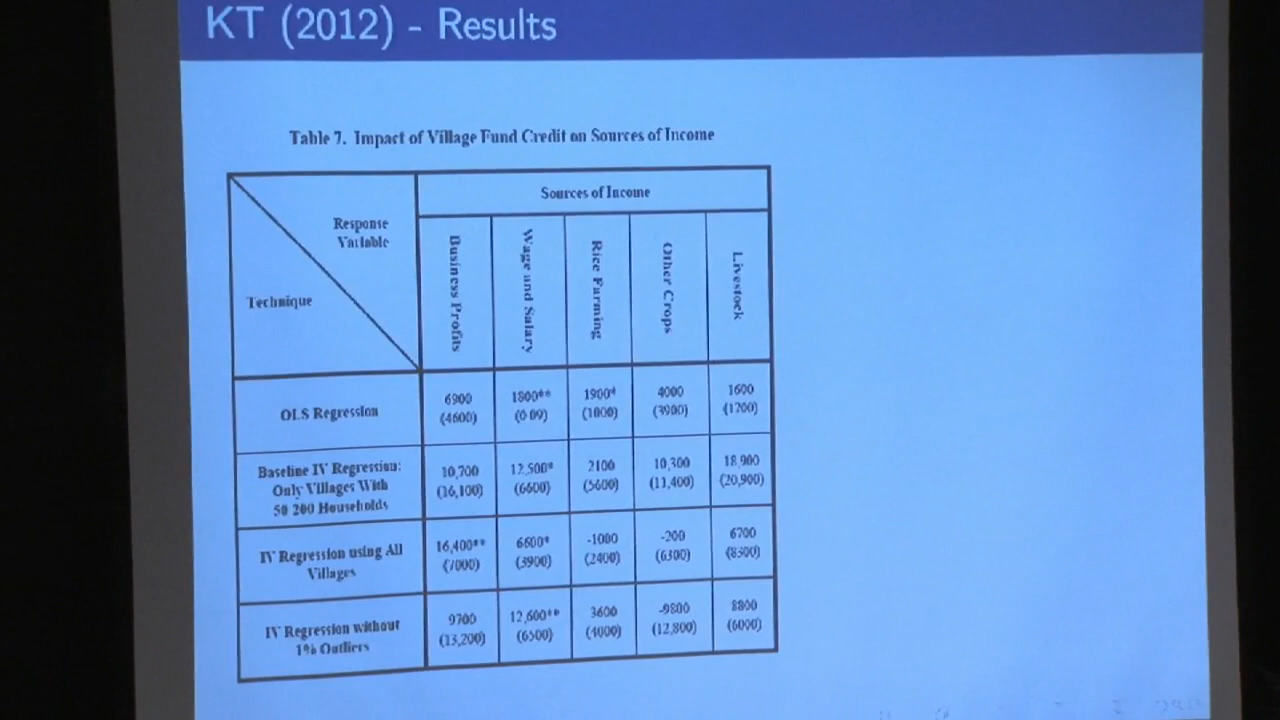 KT (2012) - Results
Table 7. Impact of Village Fund Credit on Sources of Income
Response
Variable
Technique
Sources of Income
Business Profits
Wage and Salary
Rice Farming
Other Crops
Livestock
OLS Regression
6900
(4600)
1800**
(0 09)
1900*
(1000)
4000
(3900)
1600
(1700)
Baseline IV Regression:
Only Villages With
50 200 Households
10,700
(16,100)
12,500*
(6600)
2100
(5600)
10,300
(11,400)
18,900
(20,900)
IV Regression using All
Villages
16,400**
(7000)
6600*
(3900)
-1000
(2400)
-200
(6300)
6700
(8300)
IV Regression without
1% Outliers
9700
(13,200)
12,600**
(6500)
3600
(4000)
-9800
(12,800)
8800
(6000)